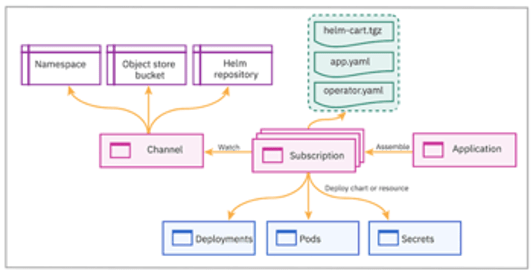 helm-cart.tgz
app.yaml
operator.yaml
Namespace
Object store
bucket
Helm
repository
Channel
Watch
Subscription
Assemble
Application
Deploy chart or resource
Deployments
Pods
Secrets